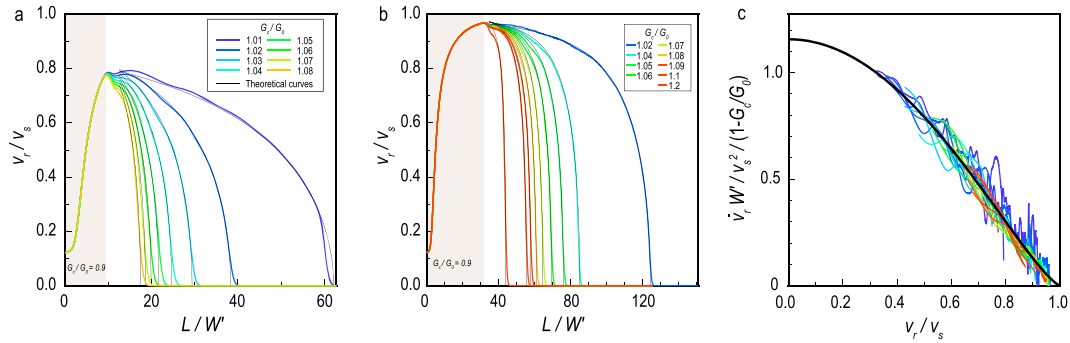 a
G_c / G_0
1.01 1.05
1.02 1.06
1.03 1.07
1.04 1.08
Theoretical curves
1.0
0.8
0.6
0.4
0.2
0.0
v_r / v_s
G_c / G_0 = 0.9
0 20 40 60
L / W'
b
G_c / G_0
1.02 1.07
1.04 1.08
1.05 1.09
1.06 1.1
1.2
1.0
0.8
0.6
0.4
0.2
0.0
v_r / v_s
G_c / G_0 = 0.9
0 40 80 120
L / W'
c
1.0
0.5
0
v̇_r W' / v_s² / (1-G_c/G_0)
0.0 0.2 0.4 0.6 0.8 1.0
v_r / v_s